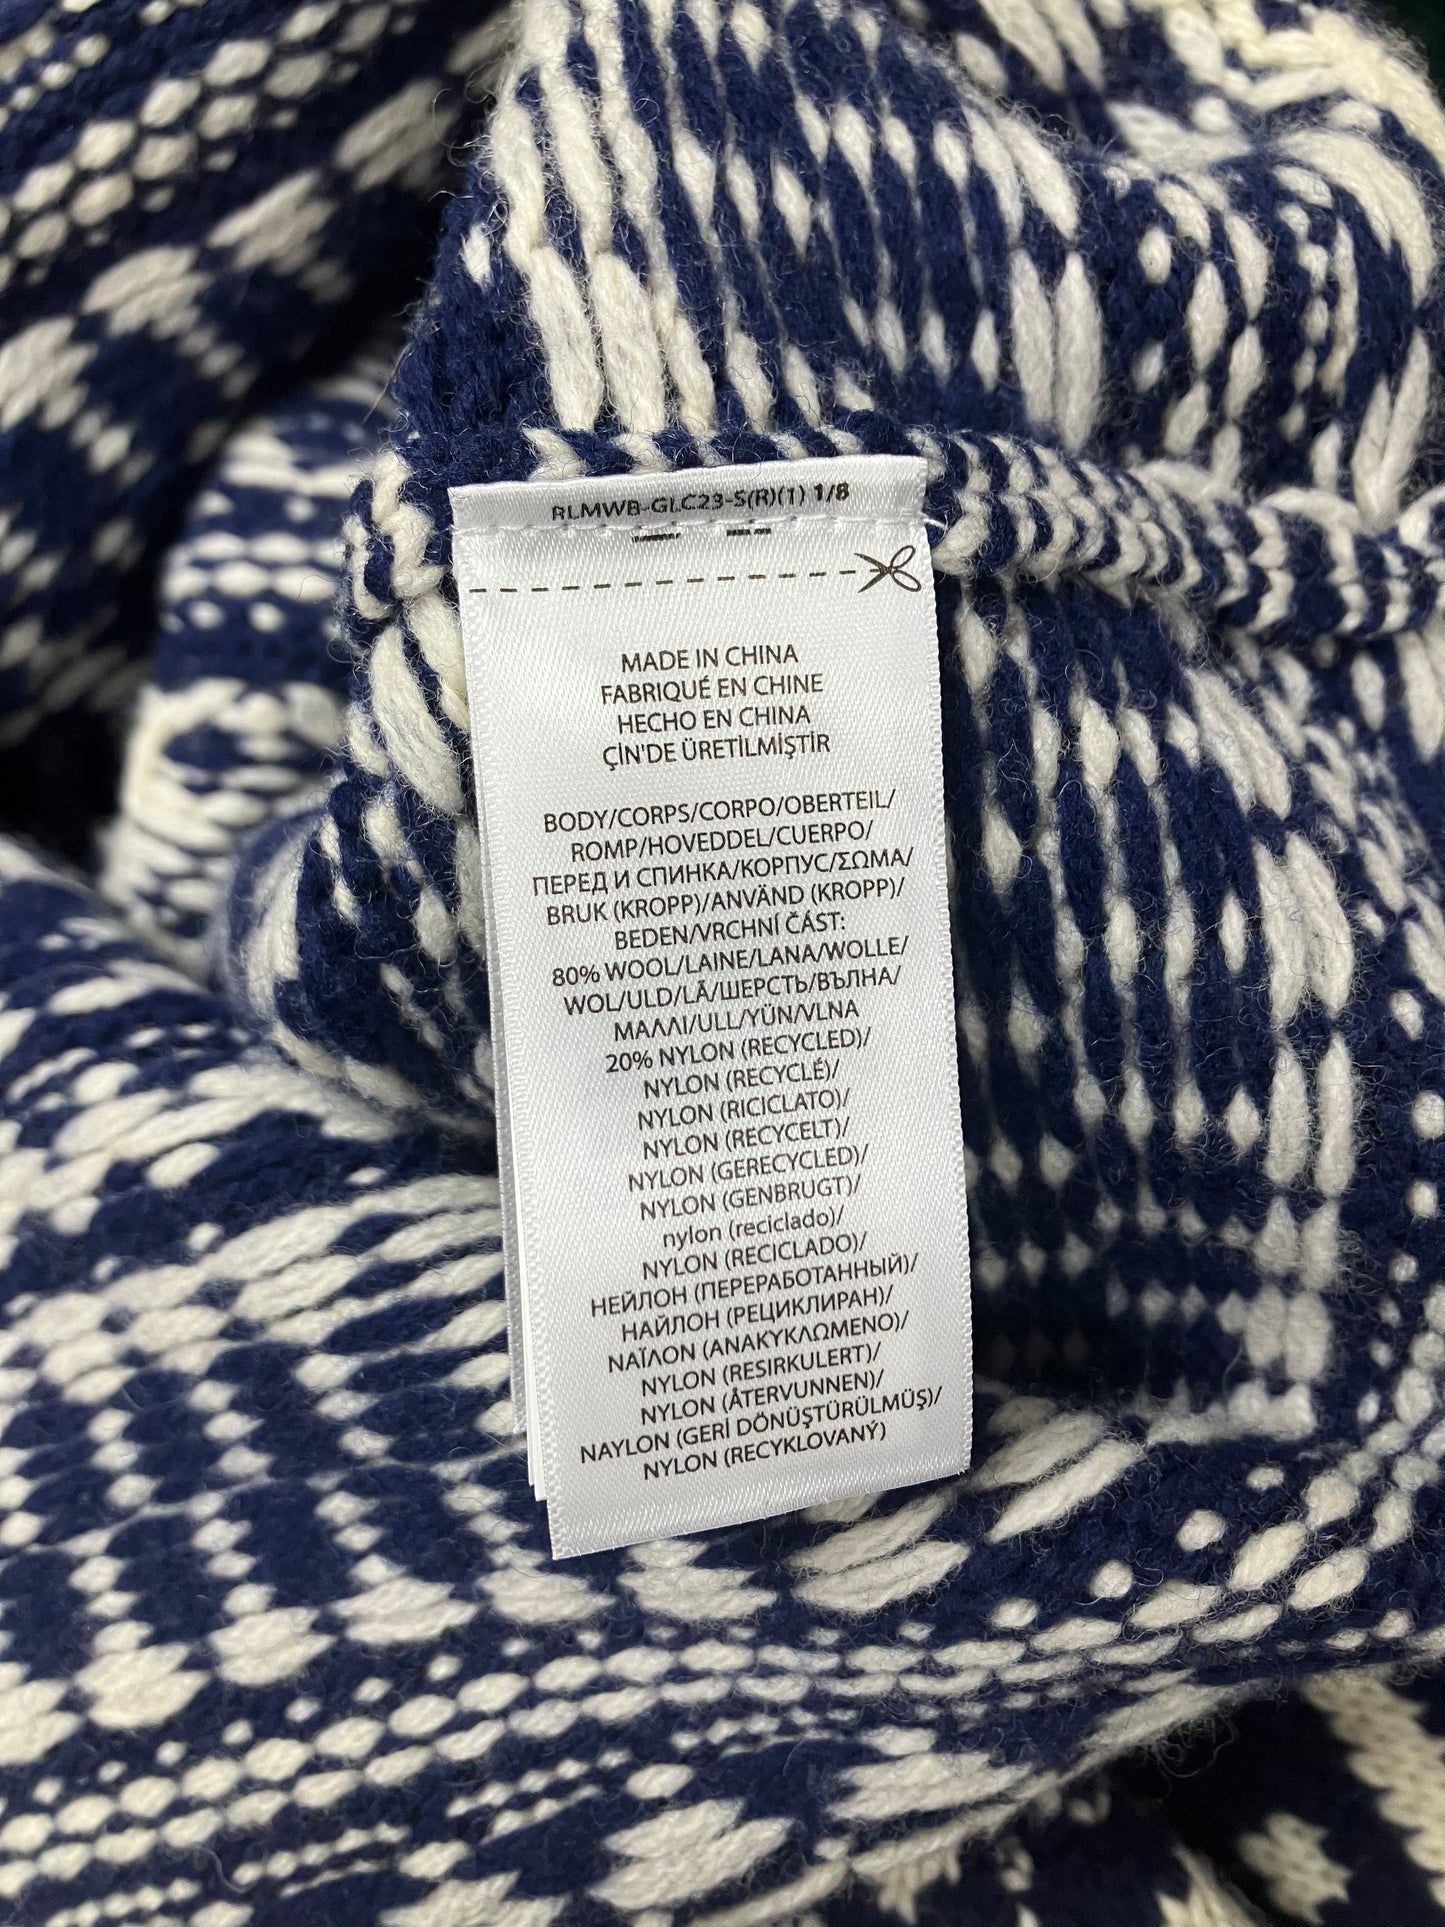 RLMWB-GLC23-S(R)(1) 1/8
MADE IN CHINA
FABRIQUÉ EN CHINE
HECHO EN CHINA
ÇİN'DE ÜRETİLMİŞTİR
BODY/CORPS/CORPO/OBERTEIL/
ROMP/HOVEDDEL/CUERPO/
ПЕРЕД И СПИНКА/КОРПУС/ΣΩΜΑ/
BRUK (KROPP)/ANVÄND (KROPP)/
BEDEN/VRCHNÍ ČÁST:
80% WOOL/LAINE/LANA/WOLLE/
WOL/ULD/LÃ/ШЕРСТЬ/ВЪЛНА/
ΜΑΛΛΙ/ULL/YÜN/VLNA
20% NYLON (RECYCLED)/
NYLON (RECYCLÉ)/
NYLON (RICICLATO)/
NYLON (RECYCELT)/
NYLON (GERECYCLED)/
NYLON (GENBRUGT)/
nylon (reciclado)/
NYLON (RECICLADO)/
НЕЙЛОН (ПЕРЕРАБОТАННЫЙ)/
НАЙЛОН (РЕЦИКЛИРАН)/
ΝΑΪΛΟΝ (ΑΝΑΚΥΚΛΩΜΕΝΟ)/
NYLON (RESIRKULERT)/
NYLON (ÅTERVUNNEN)/
NAYLON (GERİ DÖNÜŞTÜRÜLMÜŞ)/
NYLON (RECYKLOVANÝ)